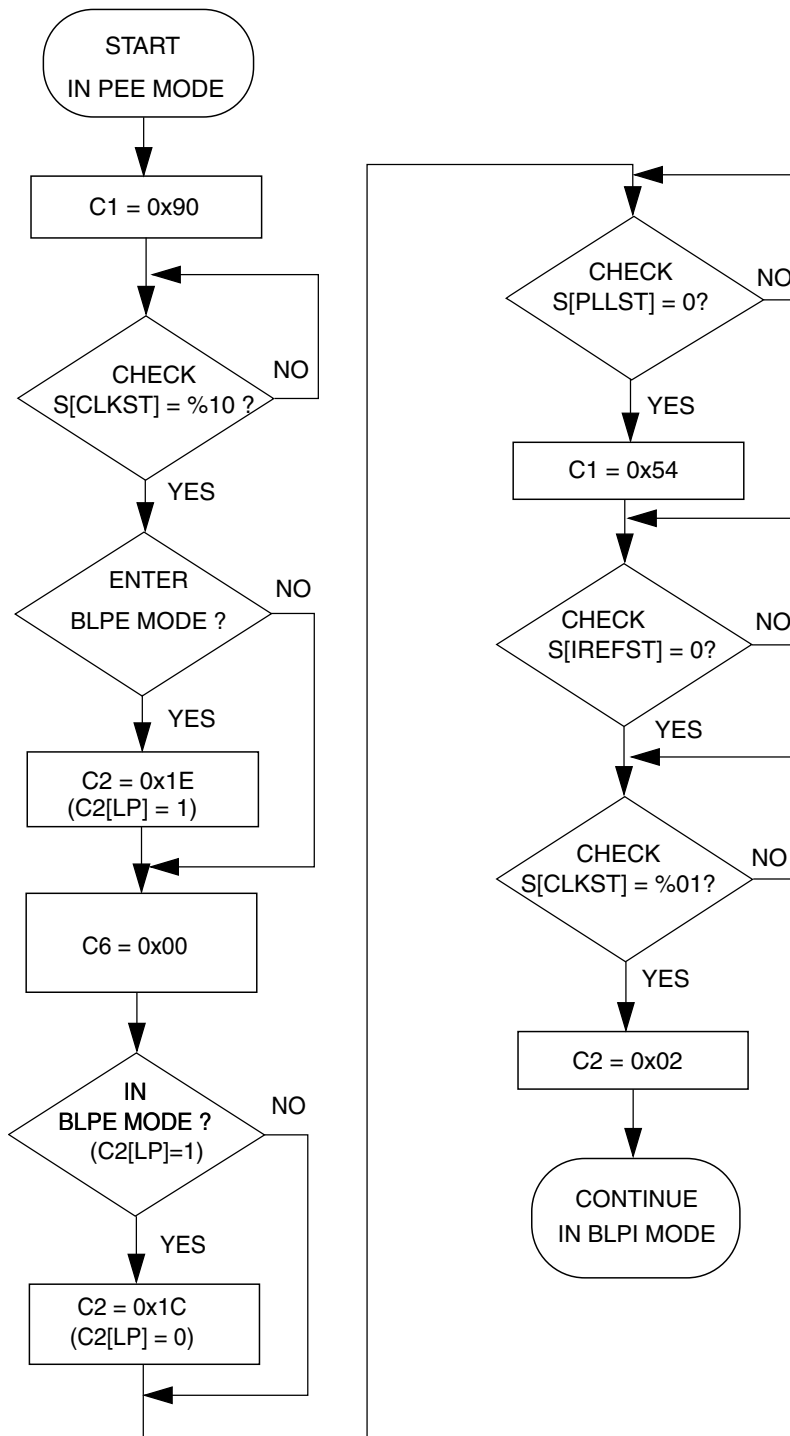 START
IN PEE MODE
C1 = 0x90
CHECK
S[CLKST] = %10 ?
NO
YES
ENTER
BLPE MODE ?
NO
YES
C2 = 0x1E
(C2[LP] = 1)
C6 = 0x00
IN
BLPE MODE ?
(C2[LP]=1)
NO
YES
C2 = 0x1C
(C2[LP] = 0)
CHECK
S[PLLST] = 0?
NO
YES
C1 = 0x54
CHECK
S[IREFST] = 0?
NO
YES
CHECK
S[CLKST] = %01?
NO
YES
C2 = 0x02
CONTINUE
IN BLPI MODE